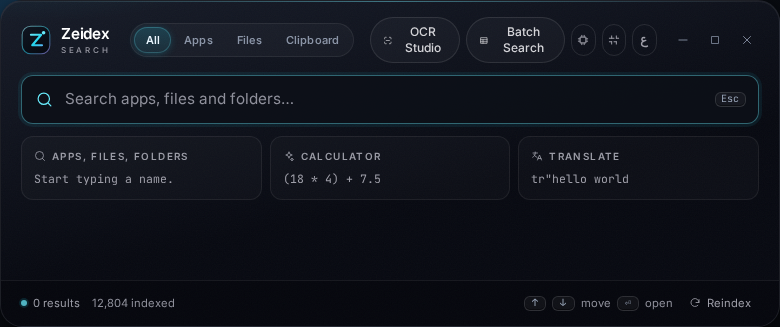 Zeidex
SEARCH
All Apps Files Clipboard
OCR Studio
Batch Search
ع
Search apps, files and folders...
Esc
APPS, FILES, FOLDERS
Start typing a name.
CALCULATOR
(18 * 4) + 7.5
TRANSLATE
tr"hello world
0 results 12,804 indexed
↑ ↓ move ⏎ open Reindex